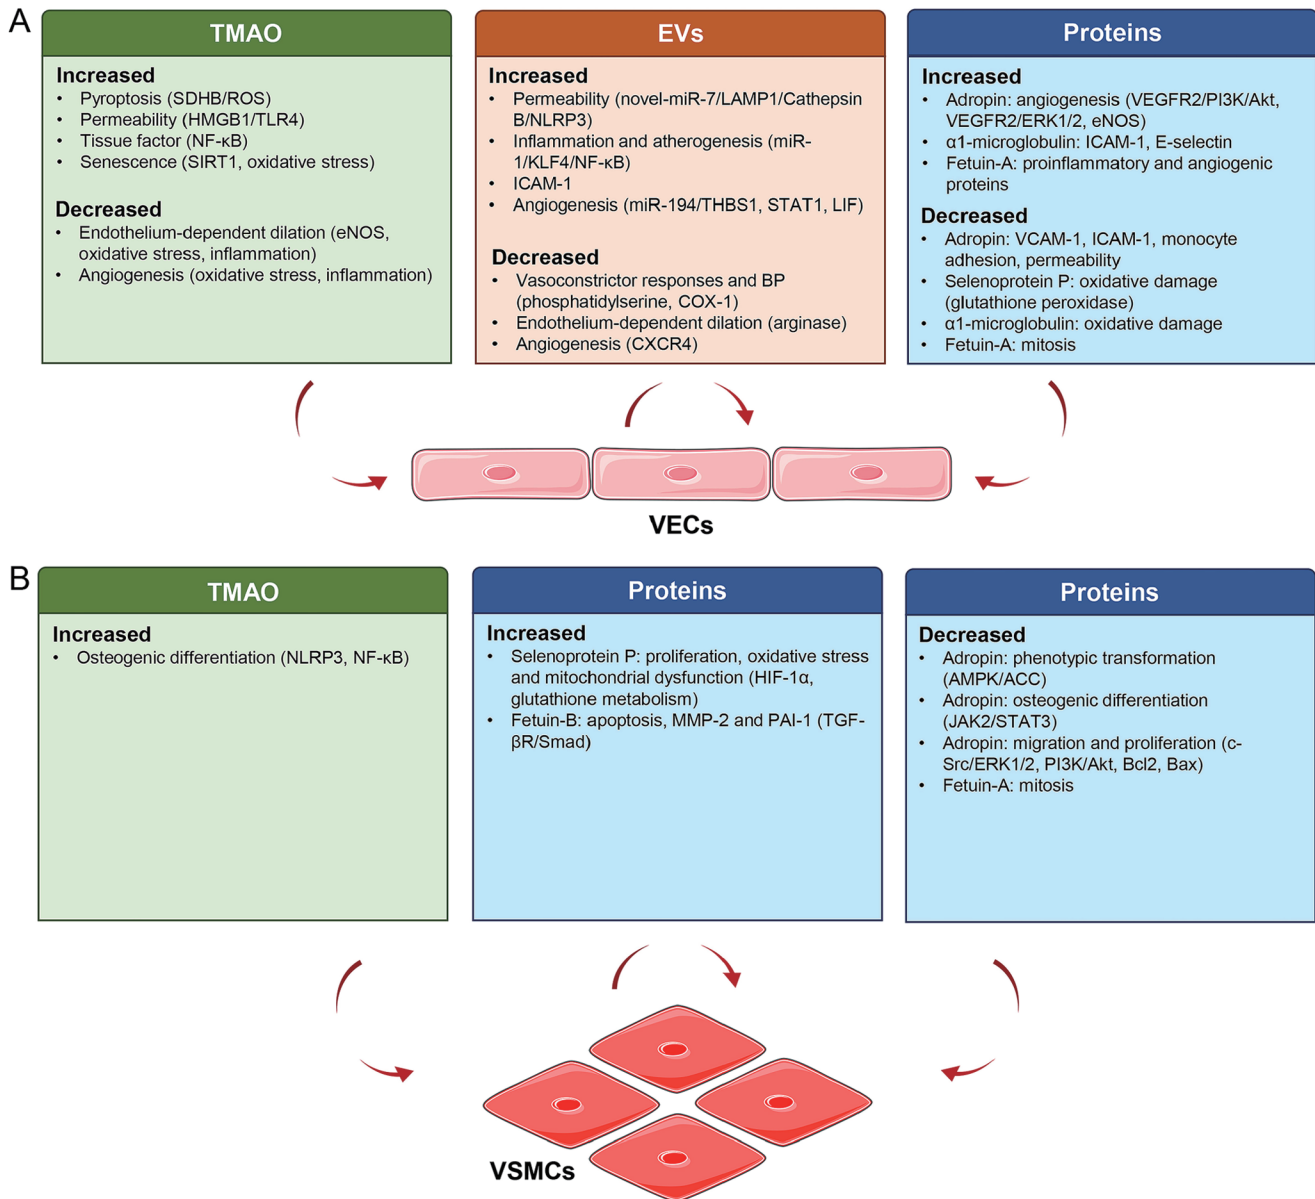 A
TMAO
Increased
• Pyroptosis (SDHB/ROS)
• Permeability (HMGB1/TLR4)
• Tissue factor (NF-κB)
• Senescence (SIRT1, oxidative stress)
Decreased
• Endothelium-dependent dilation (eNOS,
oxidative stress, inflammation)
• Angiogenesis (oxidative stress, inflammation)
EVs
Increased
• Permeability (novel-miR-7/LAMP1/Cathepsin
B/NLRP3)
• Inflammation and atherogenesis (miR-
1/KLF4/NF-κB)
• ICAM-1
• Angiogenesis (miR-194/THBS1, STAT1, LIF)
Decreased
• Vasoconstrictor responses and BP
(phosphatidylserine, COX-1)
• Endothelium-dependent dilation (arginase)
• Angiogenesis (CXCR4)
Proteins
Increased
• Adropin: angiogenesis (VEGFR2/PI3K/Akt,
VEGFR2/ERK1/2, eNOS)
• α1-microglobulin: ICAM-1, E-selectin
• Fetuin-A: proinflammatory and angiogenic
proteins
Decreased
• Adropin: VCAM-1, ICAM-1, monocyte
adhesion, permeability
• Selenoprotein P: oxidative damage
(glutathione peroxidase)
• α1-microglobulin: oxidative damage
• Fetuin-A: mitosis
VECs
B
TMAO
Increased
• Osteogenic differentiation (NLRP3, NF-κB)
Proteins
Increased
• Selenoprotein P: proliferation, oxidative stress
and mitochondrial dysfunction (HIF-1α,
glutathione metabolism)
• Fetuin-B: apoptosis, MMP-2 and PAI-1 (TGF-
βR/Smad)
Proteins
Decreased
• Adropin: phenotypic transformation
(AMPK/ACC)
• Adropin: osteogenic differentiation
(JAK2/STAT3)
• Adropin: migration and proliferation (c-
Src/ERK1/2, PI3K/Akt, Bcl2, Bax)
• Fetuin-A: mitosis
VSMCs